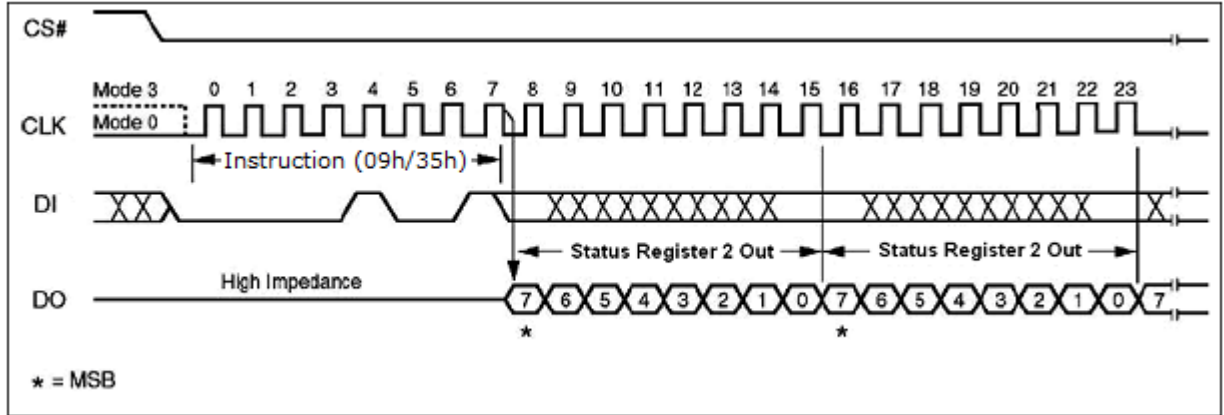 CS#
Mode 3 0 1 2 3 4 5 6 7 8 9 10 11 12 13 14 15 16 17 18 19 20 21 22 23
CLK Mode 0
Instruction (09h/35h)
DI
Status Register 2 Out Status Register 2 Out
High Impedance
DO 7 6 5 4 3 2 1 0 7 6 5 4 3 2 1 0 7
* *
* = MSB